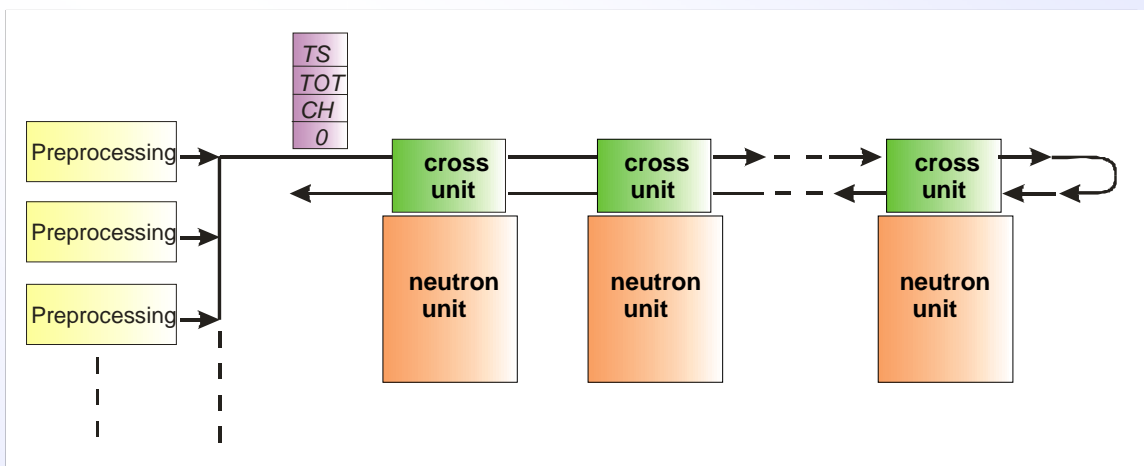 TS
TOT
CH
0
Preprocessing
Preprocessing
Preprocessing
cross
unit
cross
unit
cross
unit
neutron
unit
neutron
unit
neutron
unit